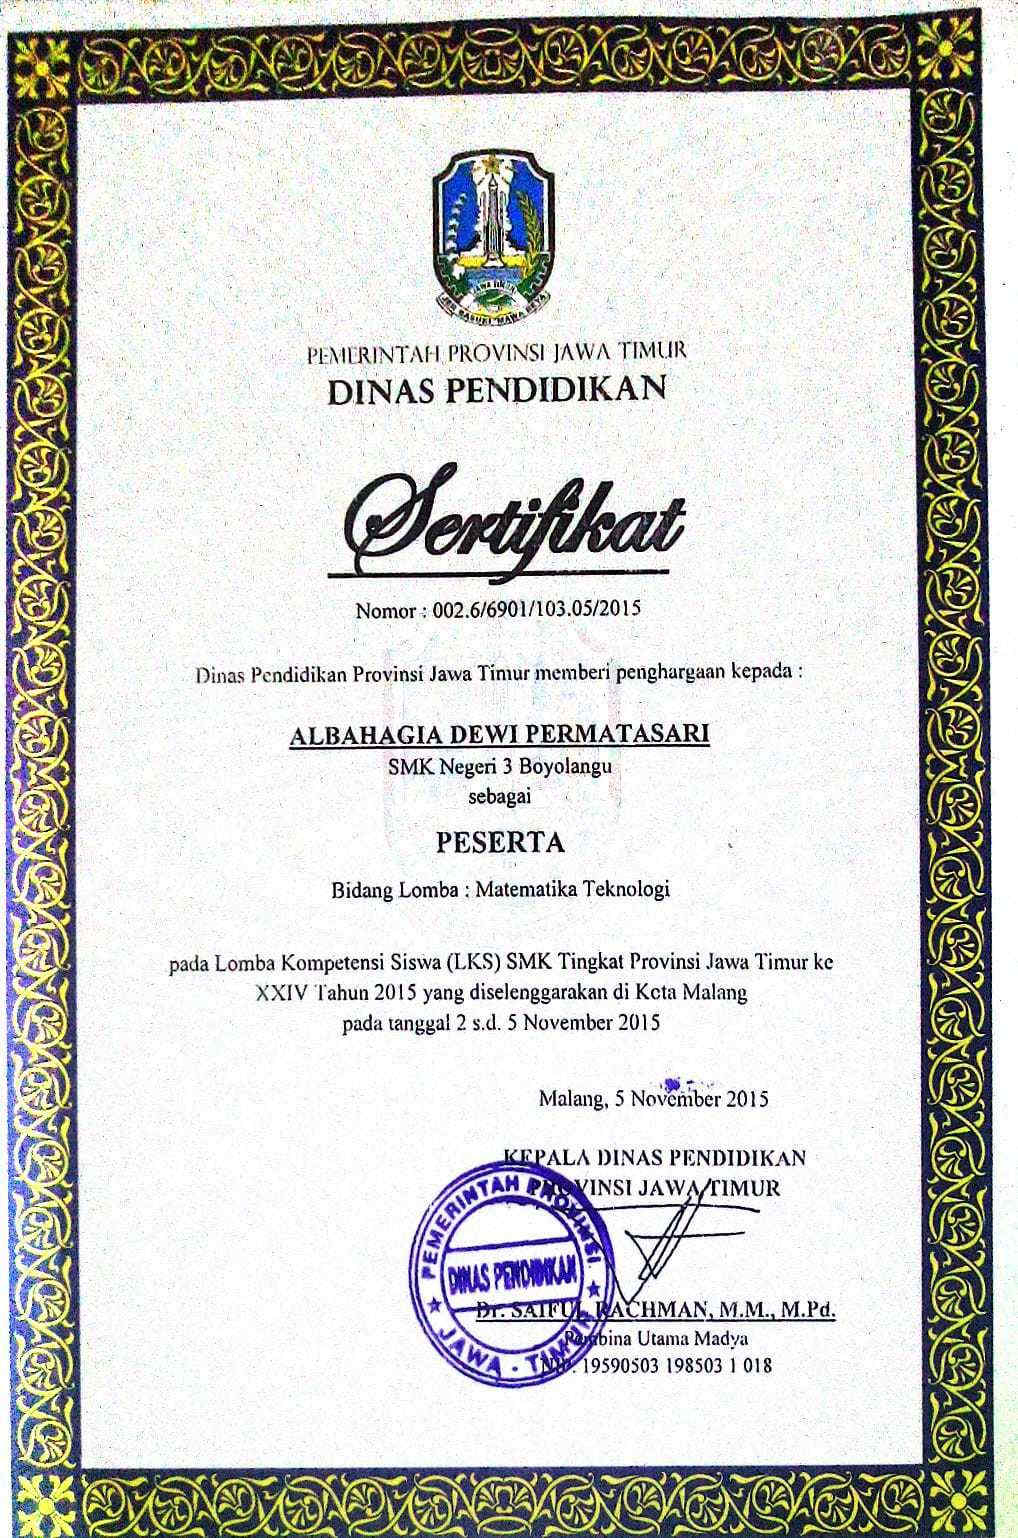 JAWA TIMUR
JER BASUKI MAWA BEYA
PEMERINTAH PROVINSI JAWA TIMUR
DINAS PENDIDIKAN
Sertifikat
Nomor : 002.6/6901/103.05/2015
Dinas Pendidikan Provinsi Jawa Timur memberi penghargaan kepada :
ALBAHAGIA DEWI PERMATASARI
SMK Negeri 3 Boyolangu
sebagai
PESERTA
Bidang Lomba : Matematika Teknologi
pada Lomba Kompetensi Siswa (LKS) SMK Tingkat Provinsi Jawa Timur ke
XXIV Tahun 2015 yang diselenggarakan di Kota Malang
pada tanggal 2 s.d. 5 November 2015
Malang, 5 November 2015
KEPALA DINAS PENDIDIKAN
PROVINSI JAWA TIMUR
PEMERINTAH PROVINSI
DINAS PENDIDIKAN
JAWA - TIMUR
Dr. SAIFUL RACHMAN, M.M., M.Pd.
Pembina Utama Madya
NIP. 19590503 198503 1 018